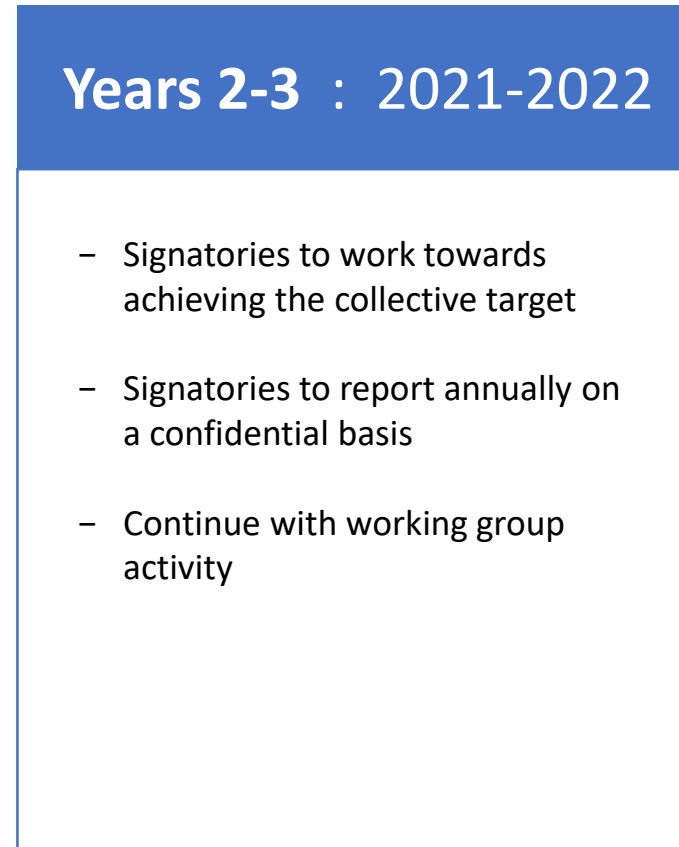 Years 2-3 : 2021-2022
− Signatories to work towards
achieving the collective target
− Signatories to report annually on
a confidential basis
− Continue with working group
activity